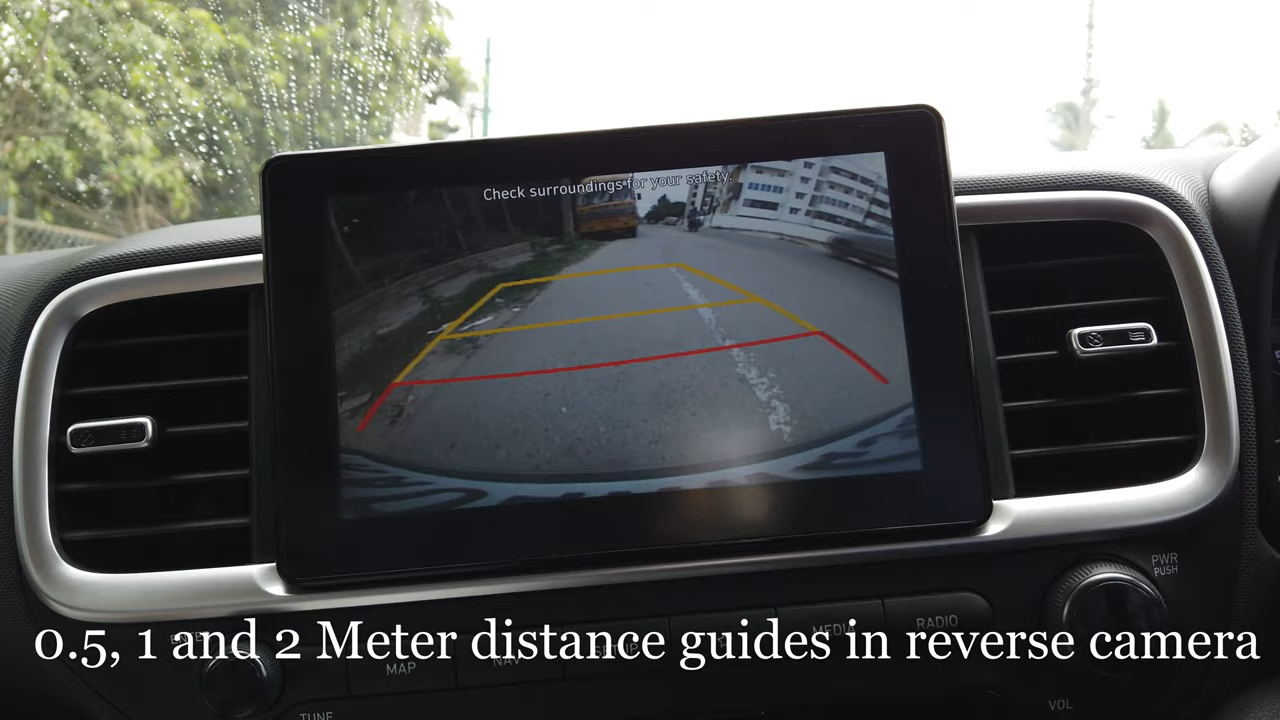 Check surroundings for your safety.
PWR
PUSH
RADIO
MEDIA
SETUP
NAV
MAP
0.5, 1 and 2 Meter distance guides in reverse camera
TUNE
VOL